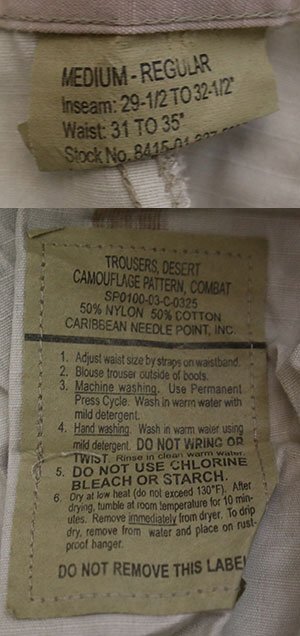 MEDIUM - REGULAR
Inseam: 29-1/2 TO 32-1/2"
Waist: 31 TO 35"
Stock No. 8415-01-327
TROUSERS, DESERT
CAMOUFLAGE PATTERN, COMBAT
SP0100-03-C-0325
50% NYLON 50% COTTON
CARIBBEAN NEEDLE POINT, INC.
1. Adjust waist size by straps on waistband.
2. Blouse trouser outside of boots.
3. Machine washing. Use Permanent
Press Cycle. Wash in warm water with
mild detergent.
4. Hand washing. Wash in warm water using
mild detergent. DO NOT WRING OR
TWIST. Rinse in clean warm water.
5. DO NOT USE CHLORINE
BLEACH OR STARCH.
6. Dry at low heat (do not exceed 130°F). After
drying, tumble at room temperature for 10 min-
utes. Remove immediately from dryer. To drip
dry, remove from water and place on rust-
proof hanger.
DO NOT REMOVE THIS LABEL